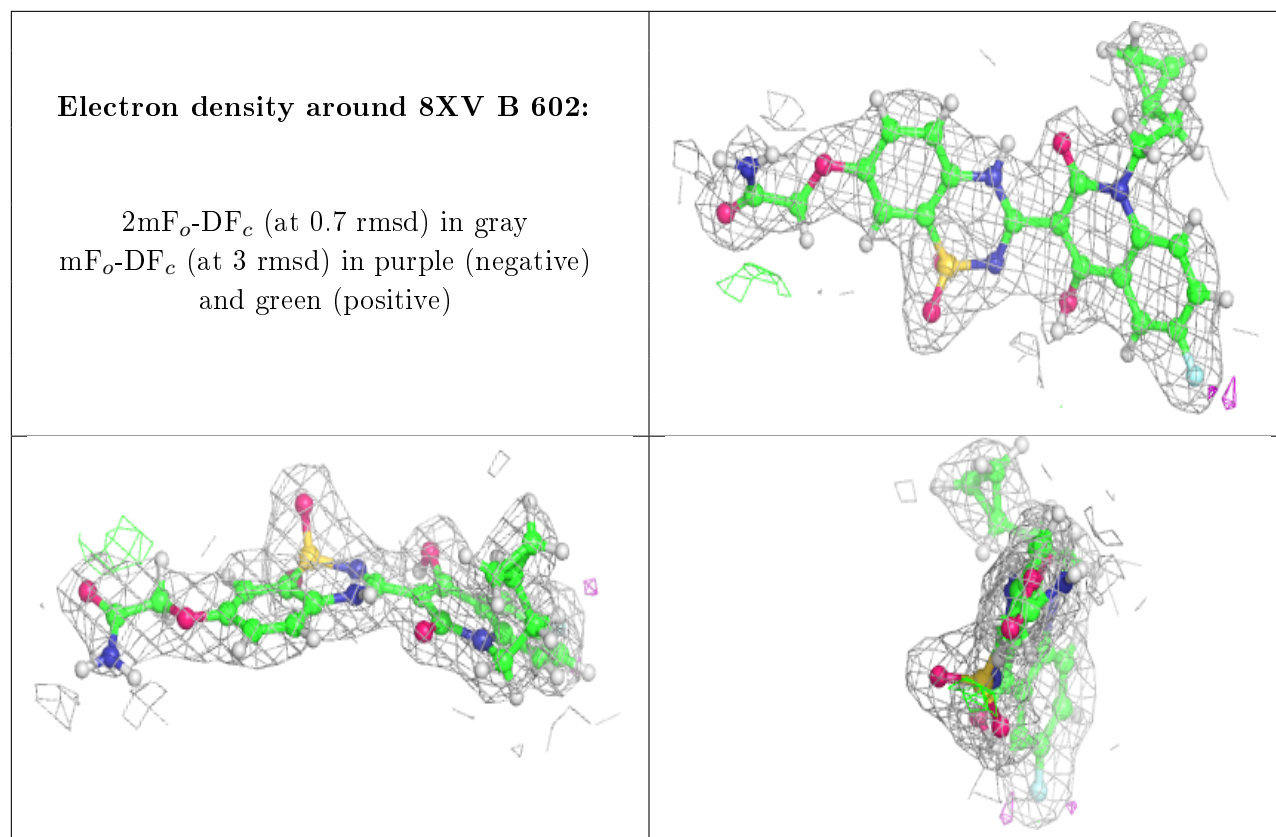 Electron density around 8XV B 602:
2mFo-DFc (at 0.7 rmsd) in gray
mFo-DFc (at 3 rmsd) in purple (negative)
and green (positive)